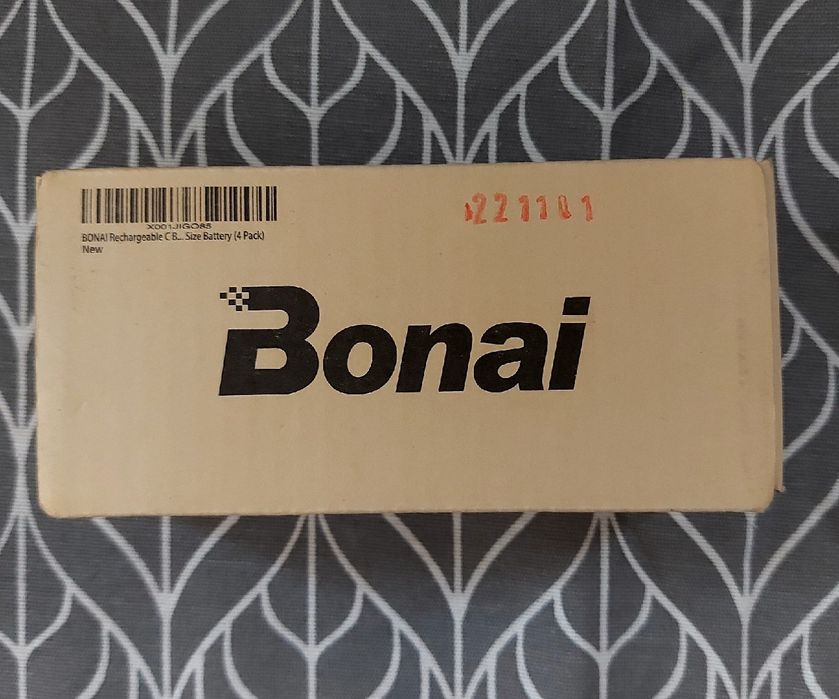 X001JIGO85
BONAI Rechargeable C B... Size Battery (4 Pack)
New
221101
Bonai